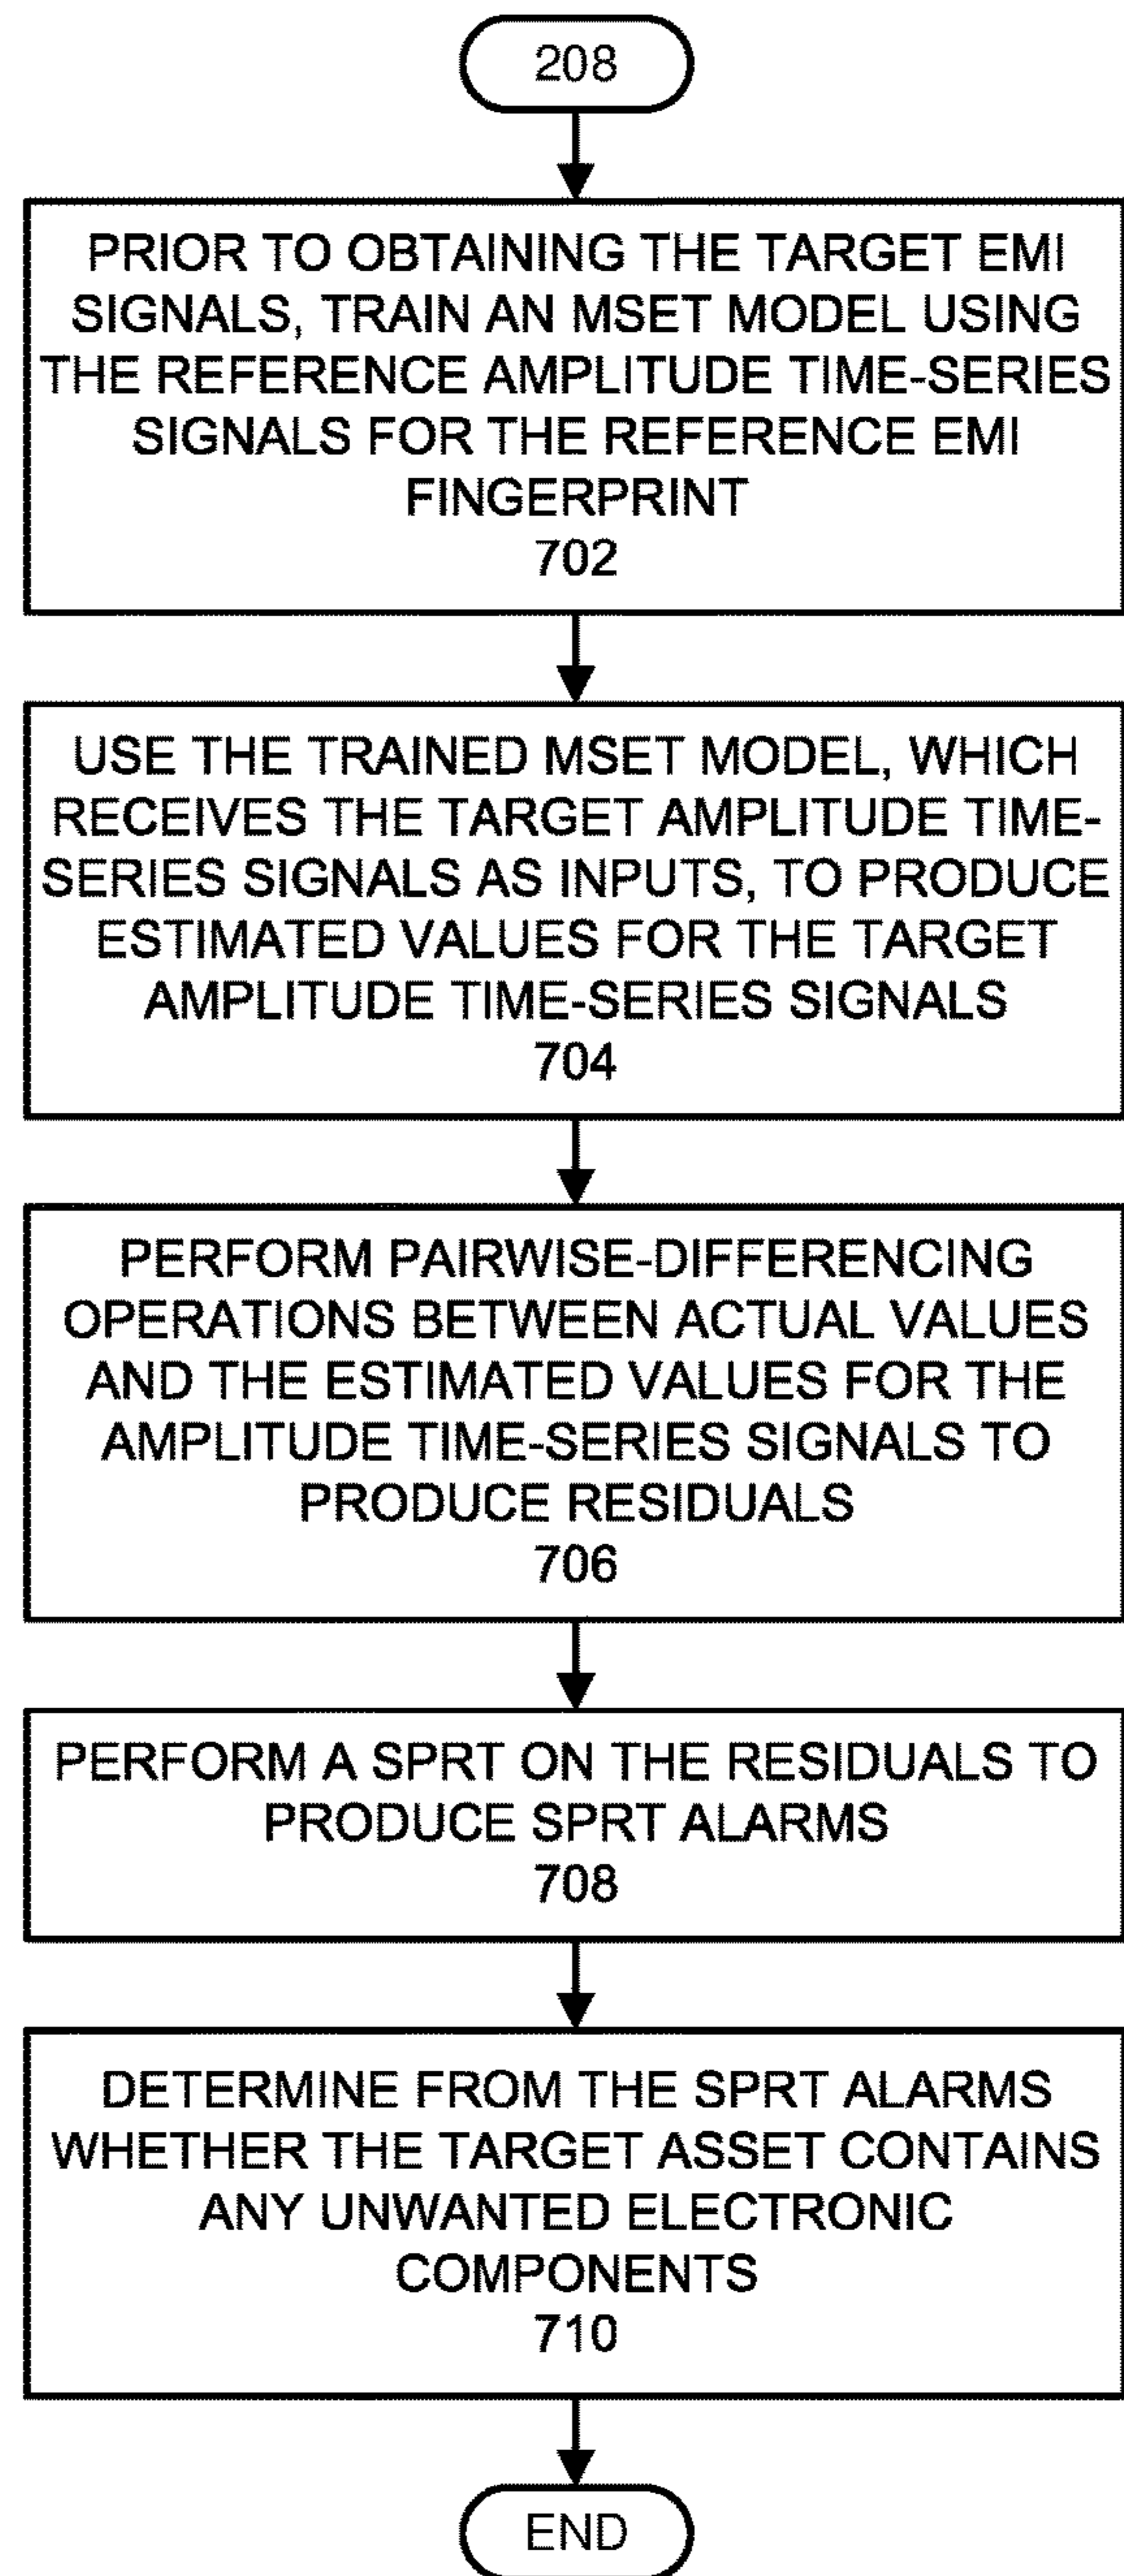 208
PRIOR TO OBTAINING THE TARGET EMI
SIGNALS, TRAIN AN MSET MODEL USING
THE REFERENCE AMPLITUDE TIME-SERIES
SIGNALS FOR THE REFERENCE EMI
FINGERPRINT
702
USE THE TRAINED MSET MODEL, WHICH
RECEIVES THE TARGET AMPLITUDE TIME-
SERIES SIGNALS AS INPUTS, TO PRODUCE
ESTIMATED VALUES FOR THE TARGET
AMPLITUDE TIME-SERIES SIGNALS
704
PERFORM PAIRWISE-DIFFERENCING
OPERATIONS BETWEEN ACTUAL VALUES
AND THE ESTIMATED VALUES FOR THE
AMPLITUDE TIME-SERIES SIGNALS TO
PRODUCE RESIDUALS
706
PERFORM A SPRT ON THE RESIDUALS TO
PRODUCE SPRT ALARMS
708
DETERMINE FROM THE SPRT ALARMS
WHETHER THE TARGET ASSET CONTAINS
ANY UNWANTED ELECTRONIC
COMPONENTS
710
END